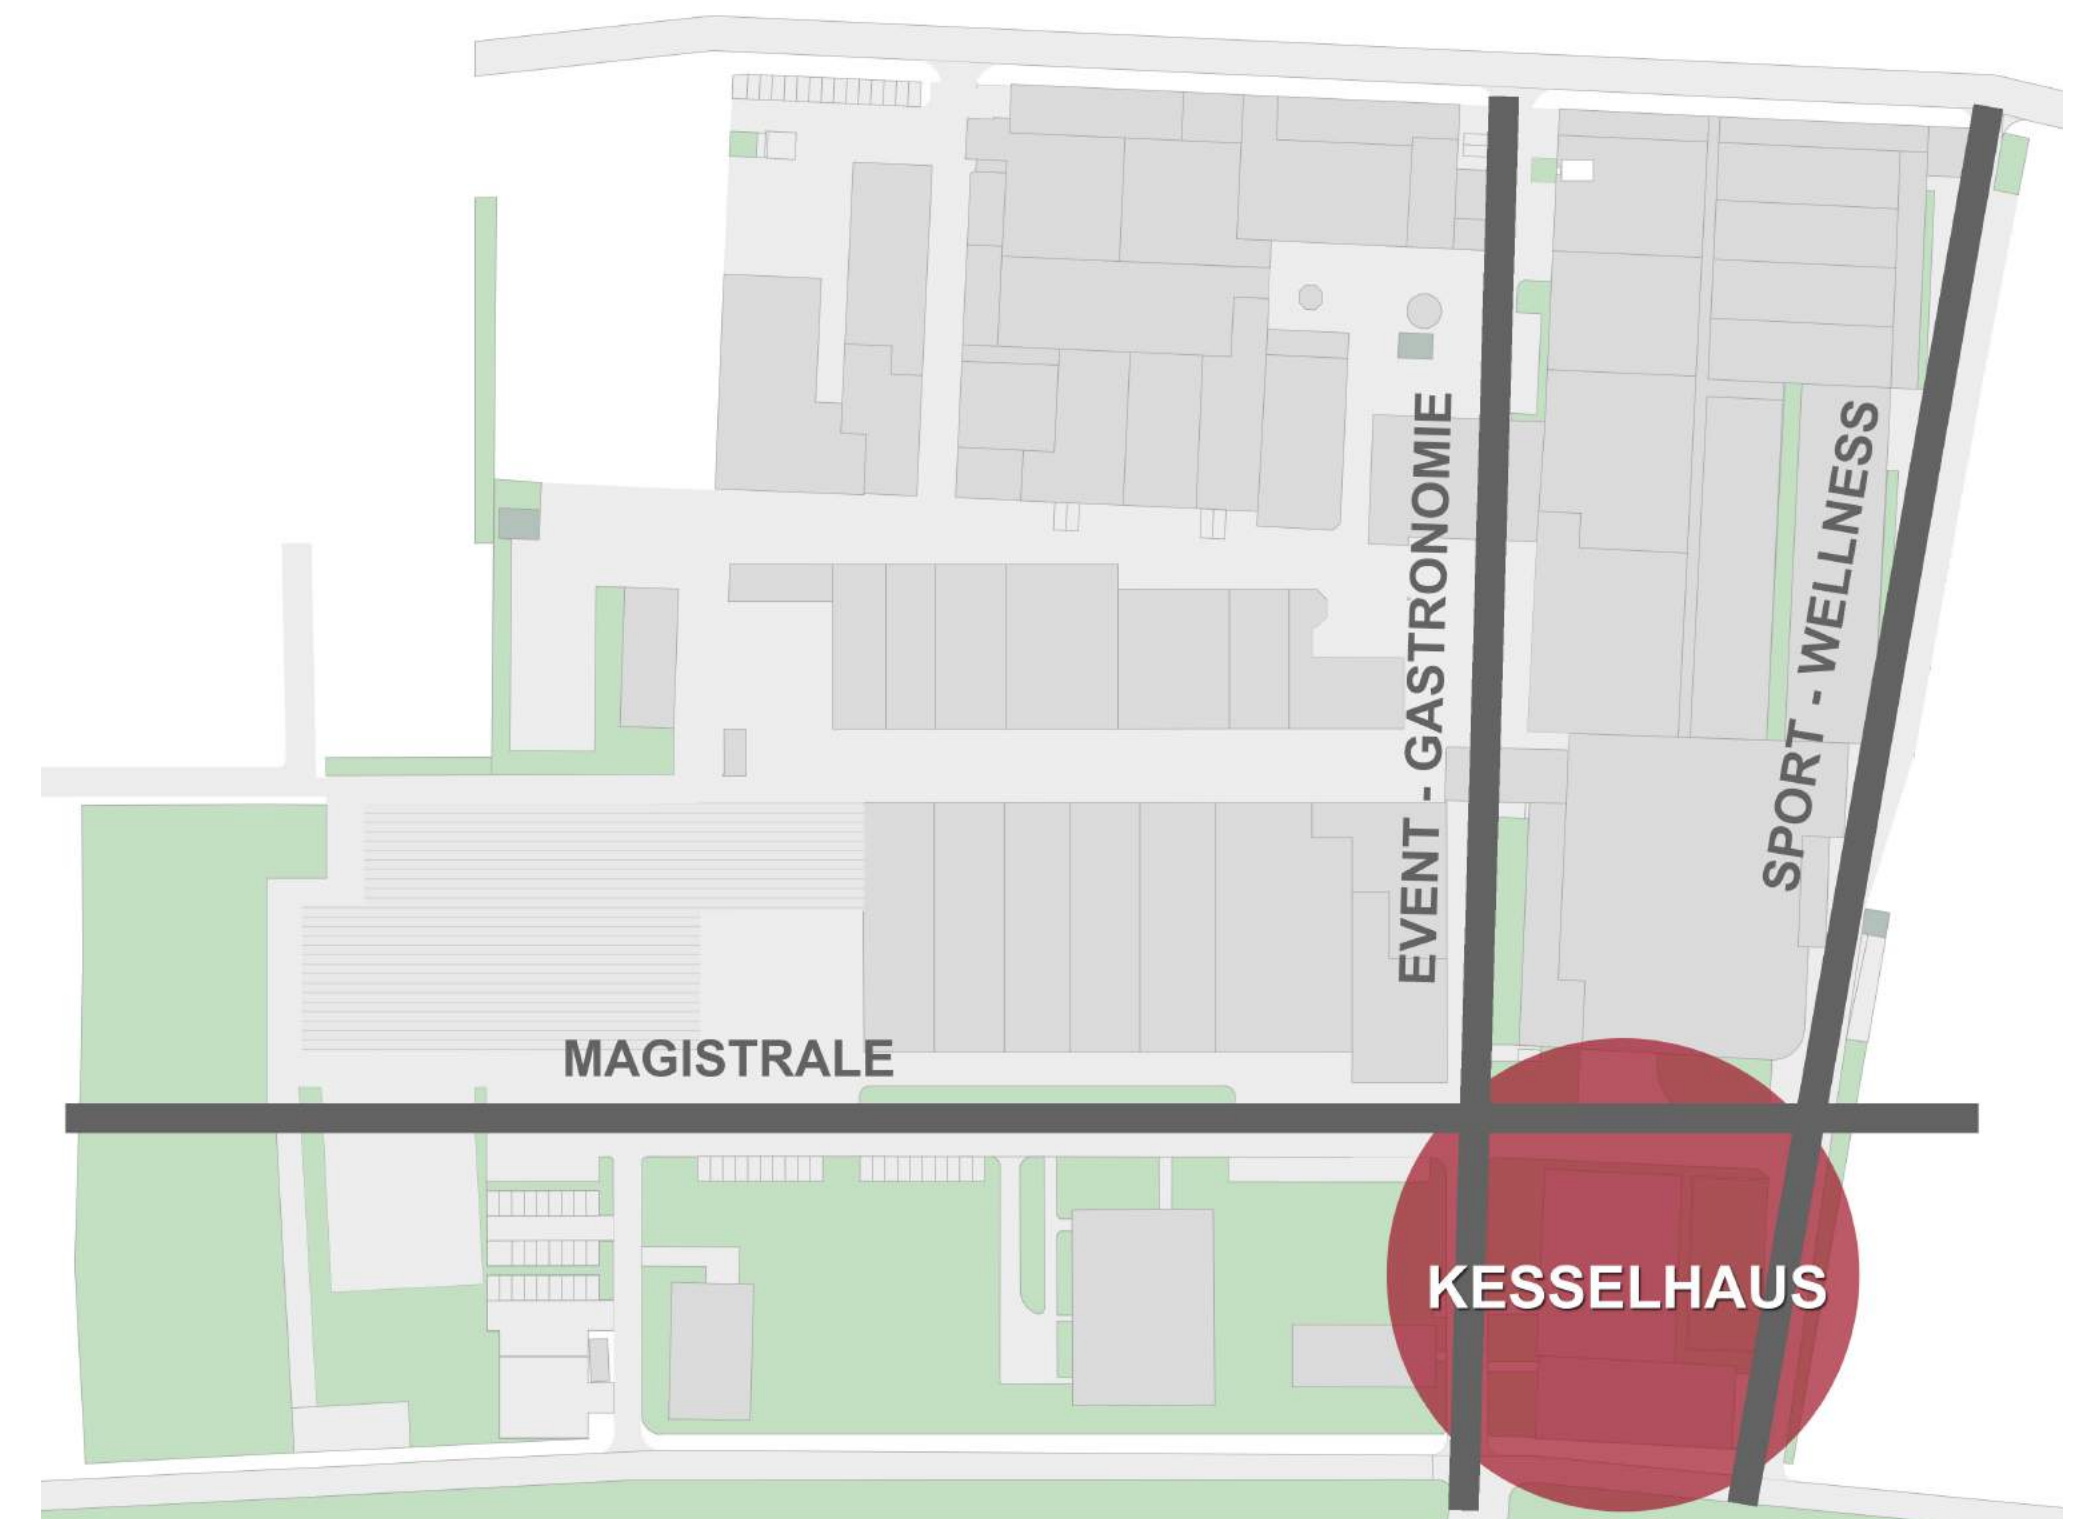 EVENT - GASTRONOMIE
SPORT - WELLNESS
MAGISTRALE
KESSELHAUS